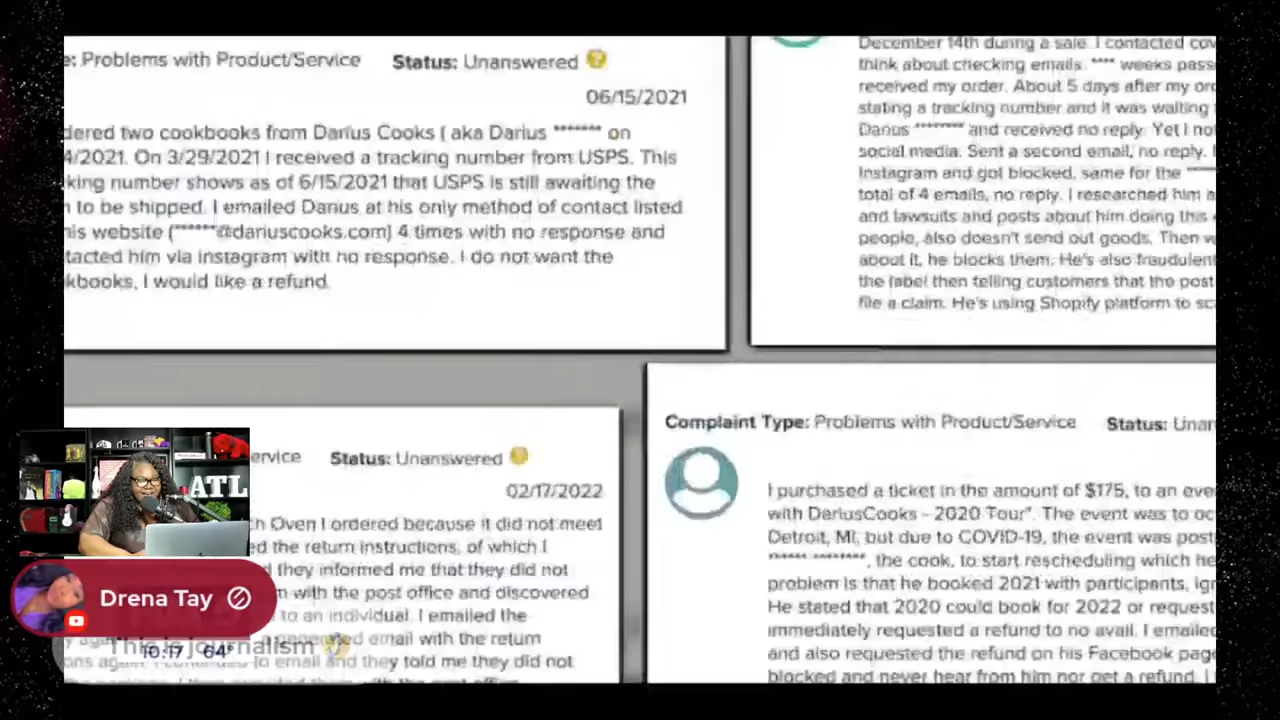 e: Problems with Product/Service Status: Unanswered
06/15/2021
dered two cookbooks from Darius Cooks ( aka Darius ******* on
4/2021. On 3/29/2021 I received a tracking number from USPS. This
king number shows as of 6/15/2021 that USPS is still awaiting the
to be shipped. I emailed Darius at his only method of contact listed
his website (******@dariuscooks.com) 4 times with no response and
tacted him via instagram with no response. I do not want the
kbooks, I would like a refund.
December 14th during a sale. I contacted cov
think about checking emails. **** weeks pass
received my order. About 5 days after my ord
stating a tracking number and it was waiting
Darius ******* and received no reply. Yet I not
social media. Sent a second email, no reply. I
Instagram and got blocked, same for the ****
total of 4 emails, no reply. I researched him a
and lawsuits and posts about him doing this
people, also doesn't send out goods. Then w
about it, he blocks them. He's also fraudulent
the label then telling customers that the post
file a claim. He's using Shopify platform to sc
ervice Status: Unanswered
02/17/2022
ch Oven I ordered because it did not meet
ed the return instructions, of which I
they informed me that they did not
with the post office and discovered
to an individual. I emailed the
email with the return
to email and they told me they did not
Complaint Type: Problems with Product/Service Status: Unan
I purchased a ticket in the amount of $175, to an eve
with DariusCooks - 2020 Tour". The event was to oc
Detroit, MI, but due to COVID-19, the event was post
***** ********, the cook, to start rescheduling which he
problem is that he booked 2021 with participants, ign
He stated that 2020 could book for 2022 or request
immediately requested a refund to no avail. I emailed
and also requested the refund on his Facebook pag
blocked and never hear from him nor get a refund. I
ATL
Drena Tay
This is journalism
10:17 64°